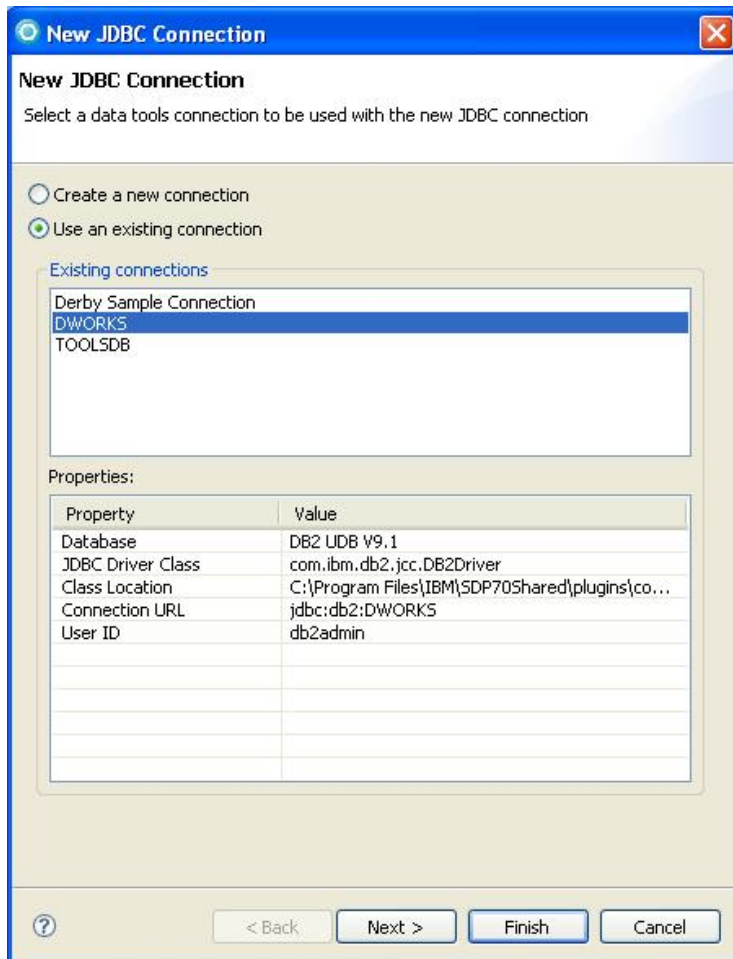 New JDBC Connection
New JDBC Connection
Select a data tools connection to be used with the new JDBC connection
Create a new connection
Use an existing connection
Existing connections
Derby Sample Connection
DWORKS
TOOLSDB
Properties:
Property Value
Database DB2 UDB V9.1
JDBC Driver Class com.ibm.db2.jcc.DB2Driver
Class Location C:\Program Files\IBM\SDP70Shared\plugins\co...
Connection URL jdbc:db2:DWORKS
User ID db2admin
? < Back Next > Finish Cancel